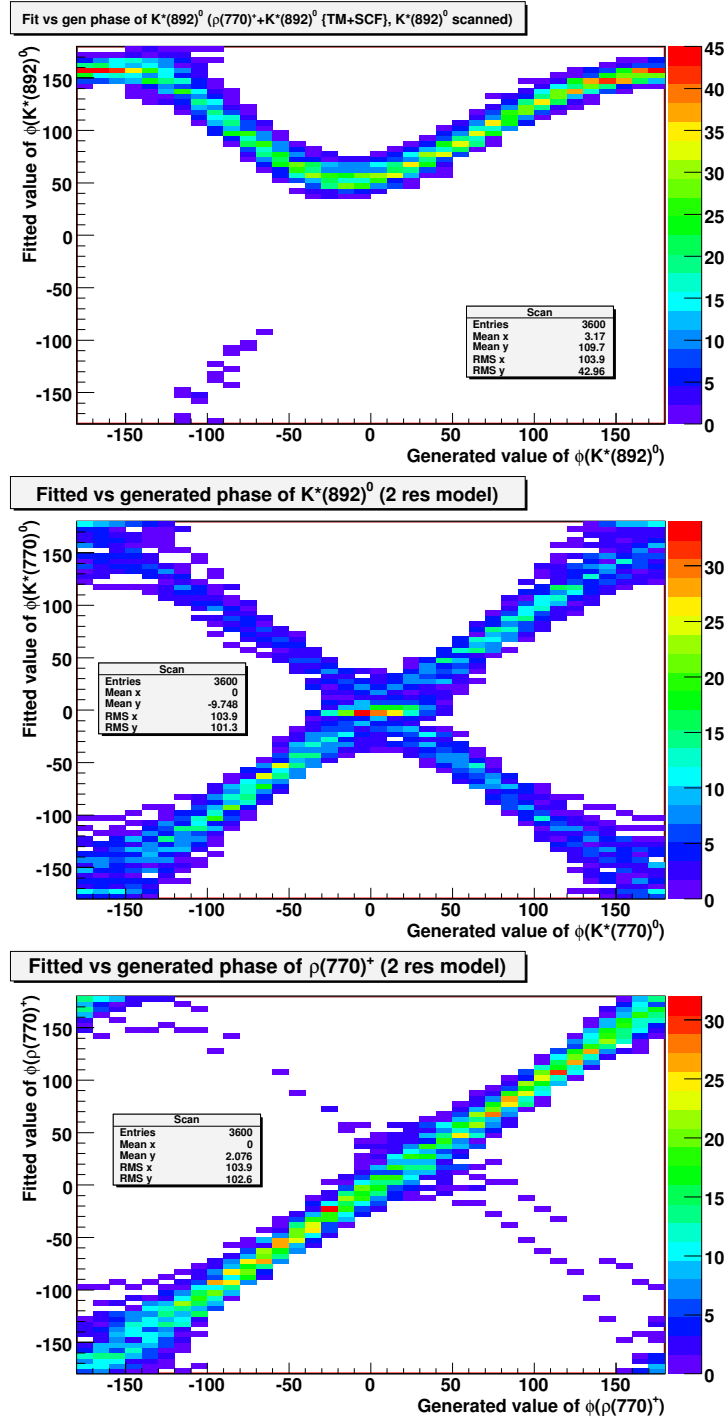 Fit vs gen phase of K*(892)⁰ (ρ(770)⁺+K*(892)⁰ {TM+SCF}, K*(892)⁰ scanned)
Fitted value of ϕ(K*(892)⁰)
150
100
50
0
-50
-100
-150
-150 -100 -50 0 50 100 150
Generated value of ϕ(K*(892)⁰)
Scan
Entries 3600
Mean x 3.17
Mean y 109.7
RMS x 103.9
RMS y 42.96
45
40
35
30
25
20
15
10
5
0
Fitted vs generated phase of K*(892)⁰ (2 res model)
Fitted value of ϕ(K*(770)⁰)
150
100
50
0
-50
-100
-150
-150 -100 -50 0 50 100 150
Generated value of ϕ(K*(770)⁰)
Scan
Entries 3600
Mean x 0
Mean y -9.748
RMS x 103.9
RMS y 101.3
30
25
20
15
10
5
0
Fitted vs generated phase of ρ(770)⁺ (2 res model)
Fitted value of ϕ(ρ(770)⁺)
150
100
50
0
-50
-100
-150
-150 -100 -50 0 50 100 150
Generated value of ϕ(ρ(770)⁺)
Scan
Entries 3600
Mean x 0
Mean y 2.076
RMS x 103.9
RMS y 102.6
30
25
20
15
10
5
0